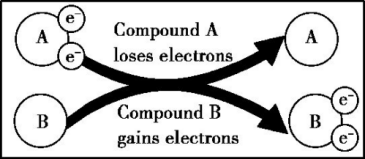 e⁻
A
e⁻
Compound A
loses electrons
A
B
Compound B
gains electrons
B
e⁻
e⁻